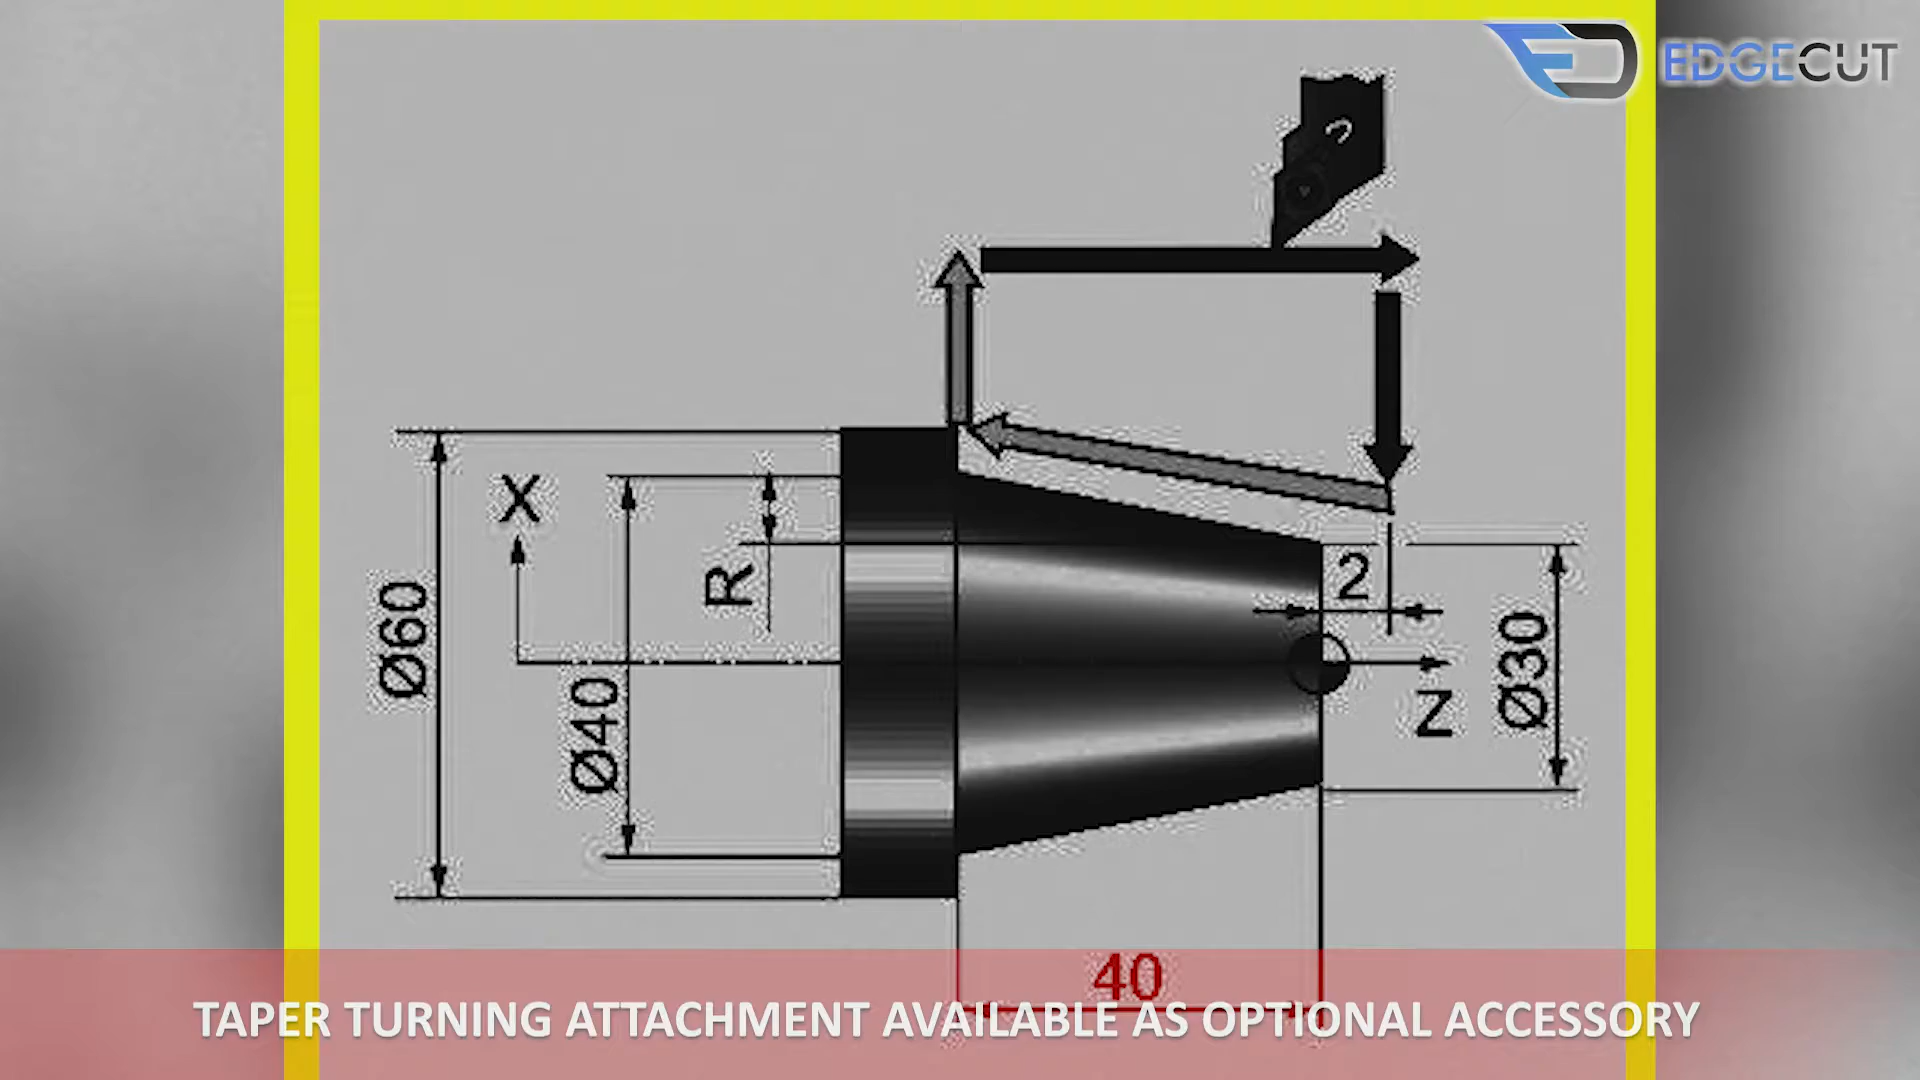 EDGECUT
X
R
2
Z
Ø60
Ø40
Ø30
40
TAPER TURNING ATTACHMENT AVAILABLE AS OPTIONAL ACCESSORY